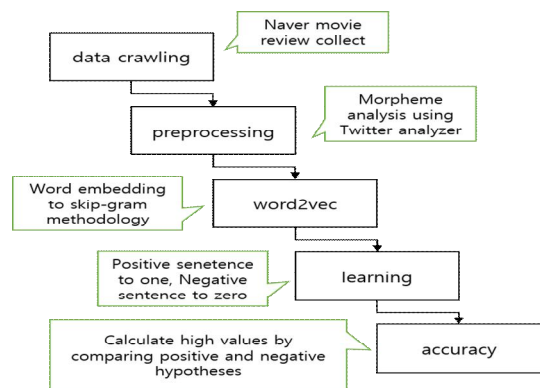 Naver movie
review collect
data crawling
Morpheme
analysis using
Twitter analyzer
preprocessing
Word embedding
to skip-gram
methodology
word2vec
Positive senetence
to one, Negative
sentence to zero
learning
Calculate high values by
comparing positive and negative
hypotheses
accuracy